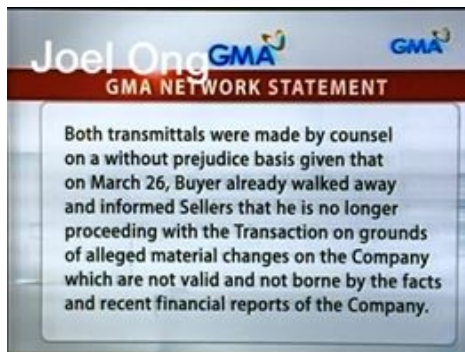 Joel Ong
GMA
GMA
GMA NETWORK STATEMENT
Both transmittals were made by counsel
on a without prejudice basis given that
on March 26, Buyer already walked away
and informed Sellers that he is no longer
proceeding with the Transaction on grounds
of alleged material changes on the Company
which are not valid and not borne by the facts
and recent financial reports of the Company.